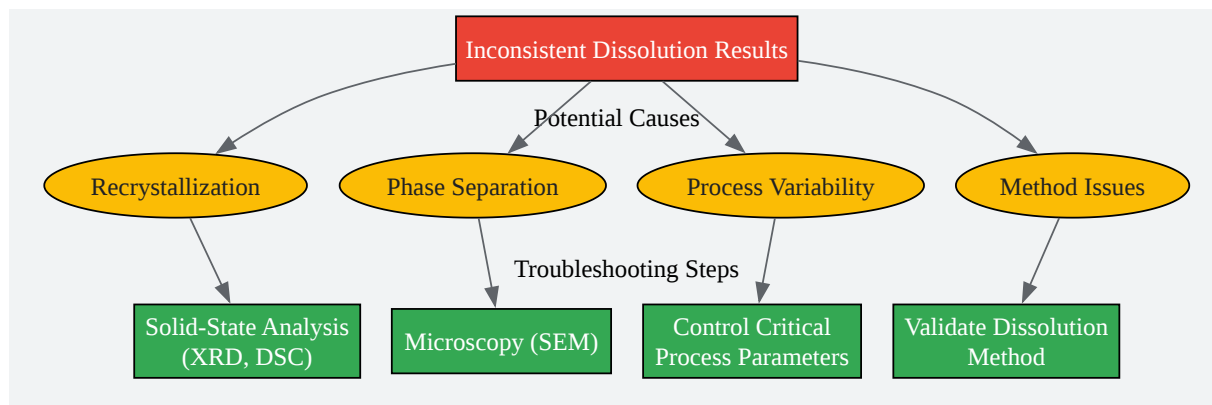 Inconsistent Dissolution Results
Potential Causes
Recrystallization
Phase Separation
Process Variability
Method Issues
Troubleshooting Steps
Solid-State Analysis
(XRD, DSC)
Microscopy (SEM)
Control Critical
Process Parameters
Validate Dissolution
Method